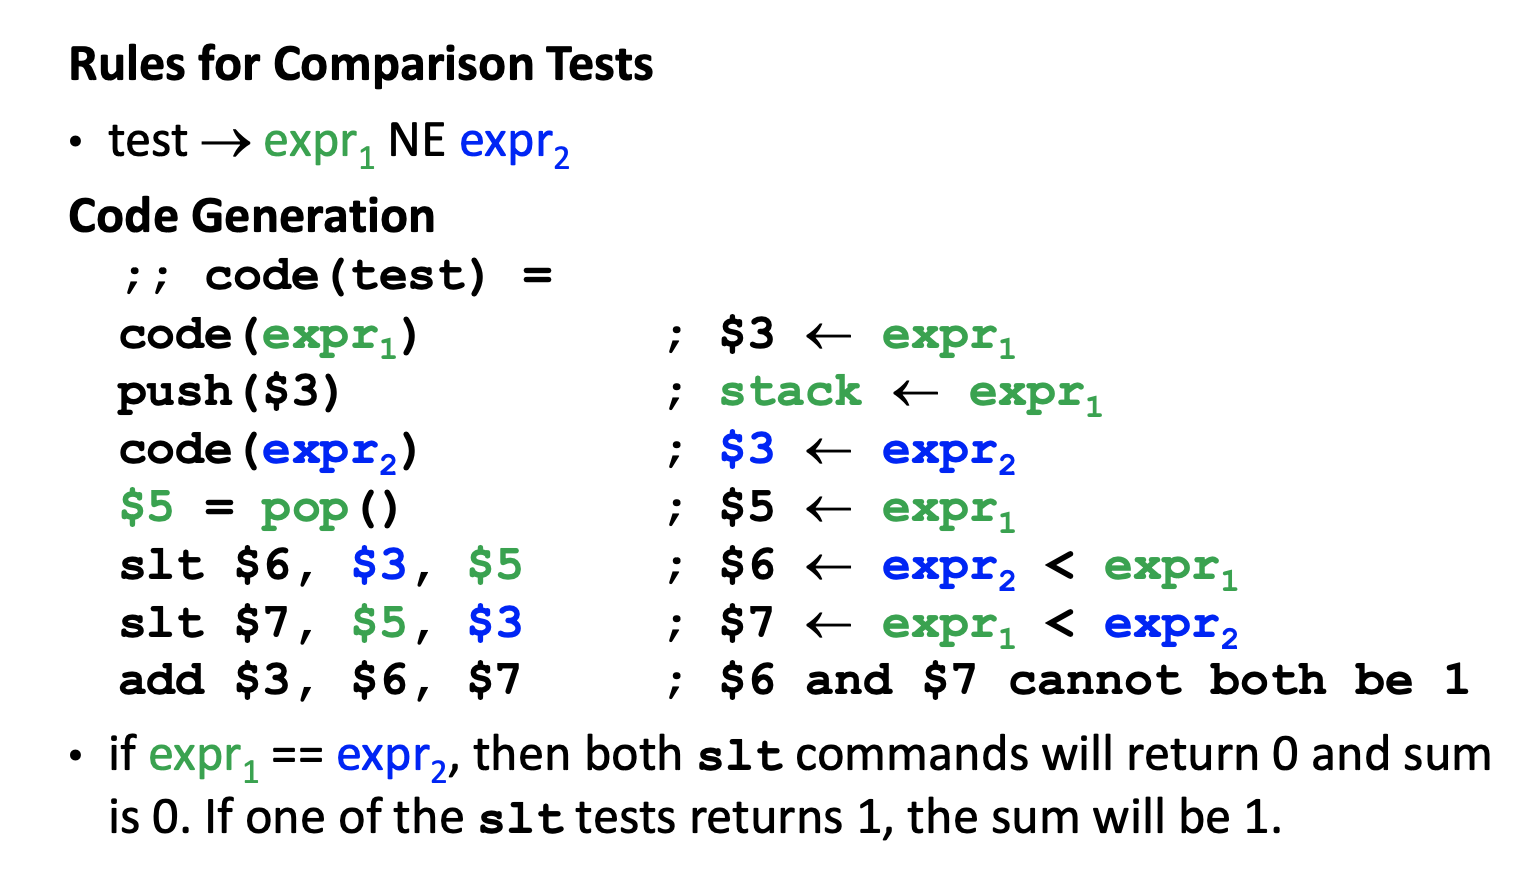 Rules for Comparison Tests
• test → expr₁ NE expr₂
Code Generation
;; code(test) =
code(expr₁) ; $3 ← expr₁
push($3) ; stack ← expr₁
code(expr₂) ; $3 ← expr₂
$5 = pop() ; $5 ← expr₁
slt $6, $3, $5 ; $6 ← expr₂ < expr₁
slt $7, $5, $3 ; $7 ← expr₁ < expr₂
add $3, $6, $7 ; $6 and $7 cannot both be 1
• if expr₁ == expr₂, then both slt commands will return 0 and sum
is 0. If one of the slt tests returns 1, the sum will be 1.